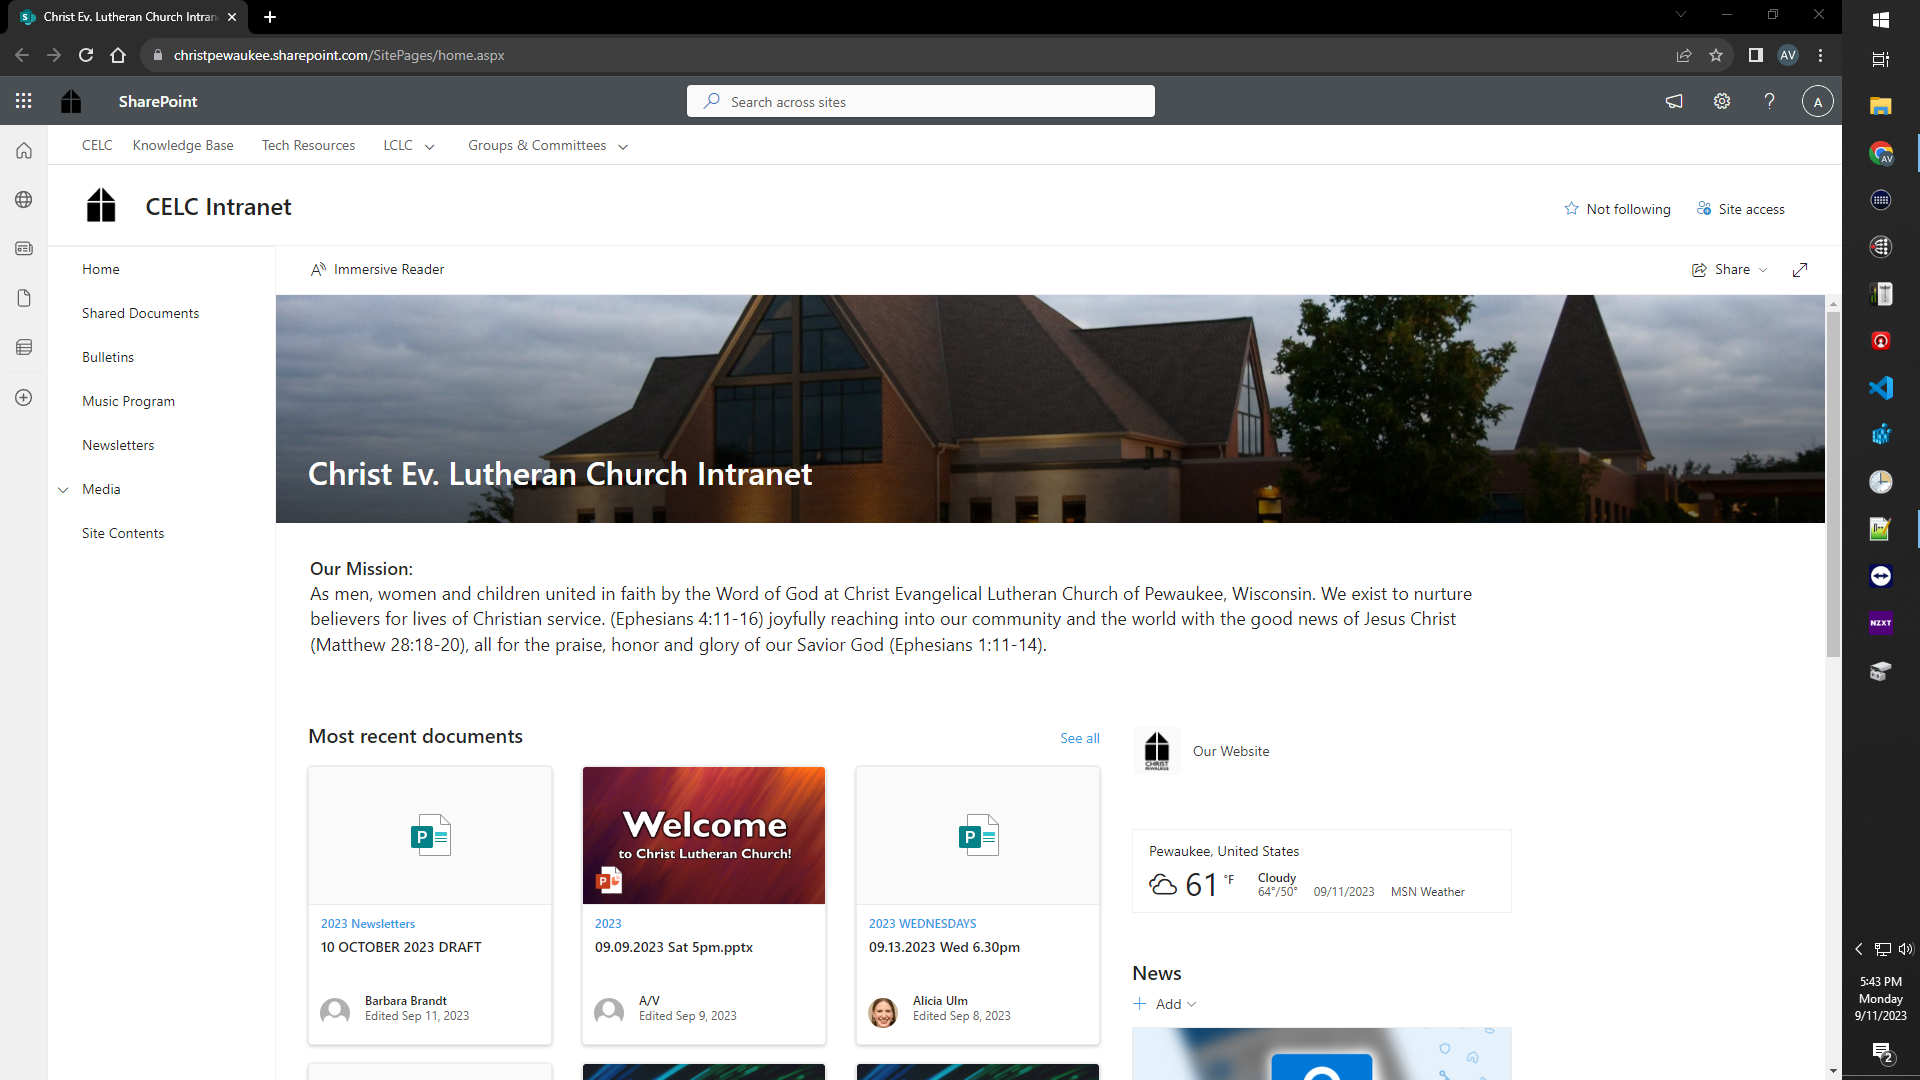 Christ Ev. Lutheran Church Intran
christpewaukee.sharepoint.com/SitePages/home.aspx
AV
SharePoint
Search across sites
A
CELC
Knowledge Base
Tech Resources
LCLC
Groups & Committees
CELC Intranet
Not following
Site access
Home
Shared Documents
Bulletins
Music Program
Newsletters
Media
Site Contents
Immersive Reader
Share
Christ Ev. Lutheran Church Intranet
Our Mission:
As men, women and children united in faith by the Word of God at Christ Evangelical Lutheran Church of Pewaukee, Wisconsin. We exist to nurture
believers for lives of Christian service. (Ephesians 4:11-16) joyfully reaching into our community and the world with the good news of Jesus Christ
(Matthew 28:18-20), all for the praise, honor and glory of our Savior God (Ephesians 1:11-14).
Most recent documents
See all
P
2023 Newsletters
10 OCTOBER 2023 DRAFT
Barbara Brandt
Edited Sep 11, 2023
Welcome
to Christ Lutheran Church!
P
2023
09.09.2023 Sat 5pm.pptx
A/V
Edited Sep 9, 2023
P
2023 WEDNESDAYS
09.13.2023 Wed 6.30pm
Alicia Ulm
Edited Sep 8, 2023
CHRIST
PEWAUKEE
Our Website
Pewaukee, United States
61 °F
Cloudy
64°/50°
09/11/2023
MSN Weather
News
Add
AV
NZXT
5:43 PM
Monday
9/11/2023
2